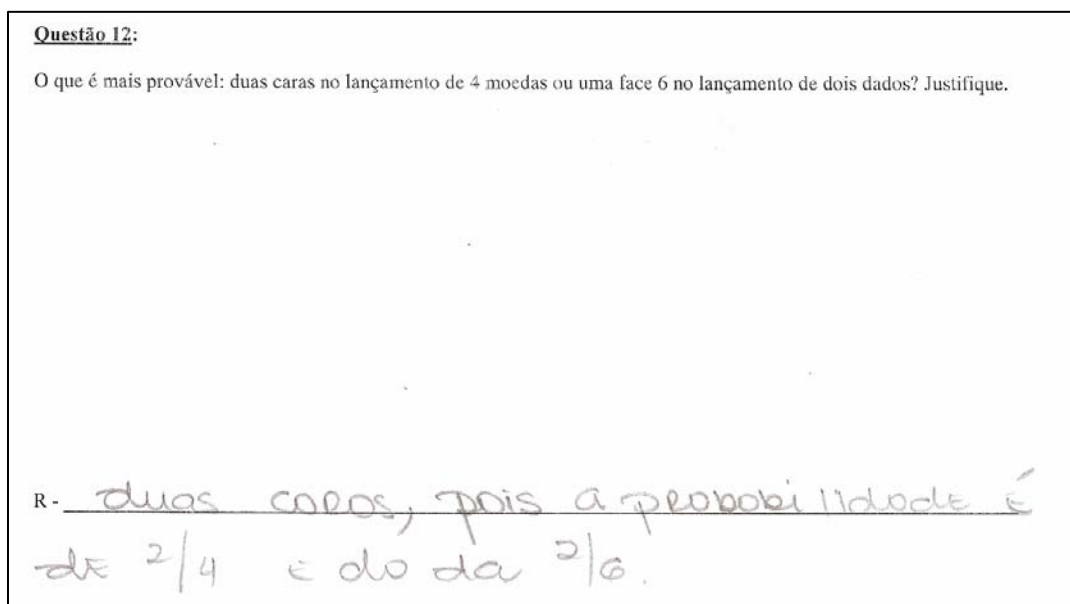 Questão 12:
O que é mais provável: duas caras no lançamento de 4 moedas ou uma face 6 no lançamento de dois dados? Justifique.
R - duas caras, pois a probabilidade É
dE 2/4 E do da 2/6.